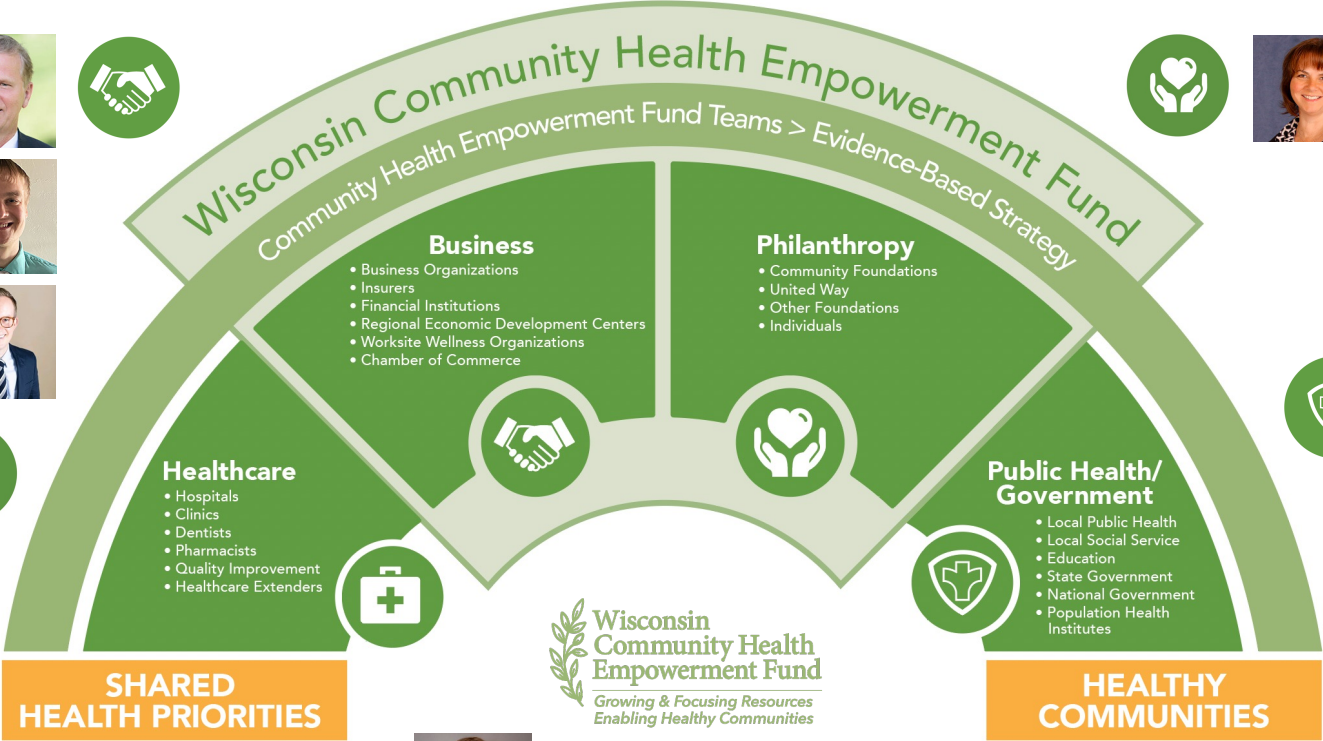 Wisconsin Community Health Empowerment Fund
Community Health Empowerment Fund Teams > Evidence-Based Strategy
Business
• Business Organizations
• Insurers
• Financial Institutions
• Regional Economic Development Centers
• Worksite Wellness Organizations
• Chamber of Commerce
Philanthropy
• Community Foundations
• United Way
• Other Foundations
• Individuals
Healthcare
• Hospitals
• Clinics
• Dentists
• Pharmacists
• Quality Improvement
• Healthcare Extenders
Public Health/
Government
• Local Public Health
• Local Social Service
• Education
• State Government
• National Government
• Population Health
Institutes
Wisconsin
Community Health
Empowerment Fund
Growing & Focusing Resources
Enabling Healthy Communities
SHARED
HEALTH PRIORITIES
HEALTHY
COMMUNITIES